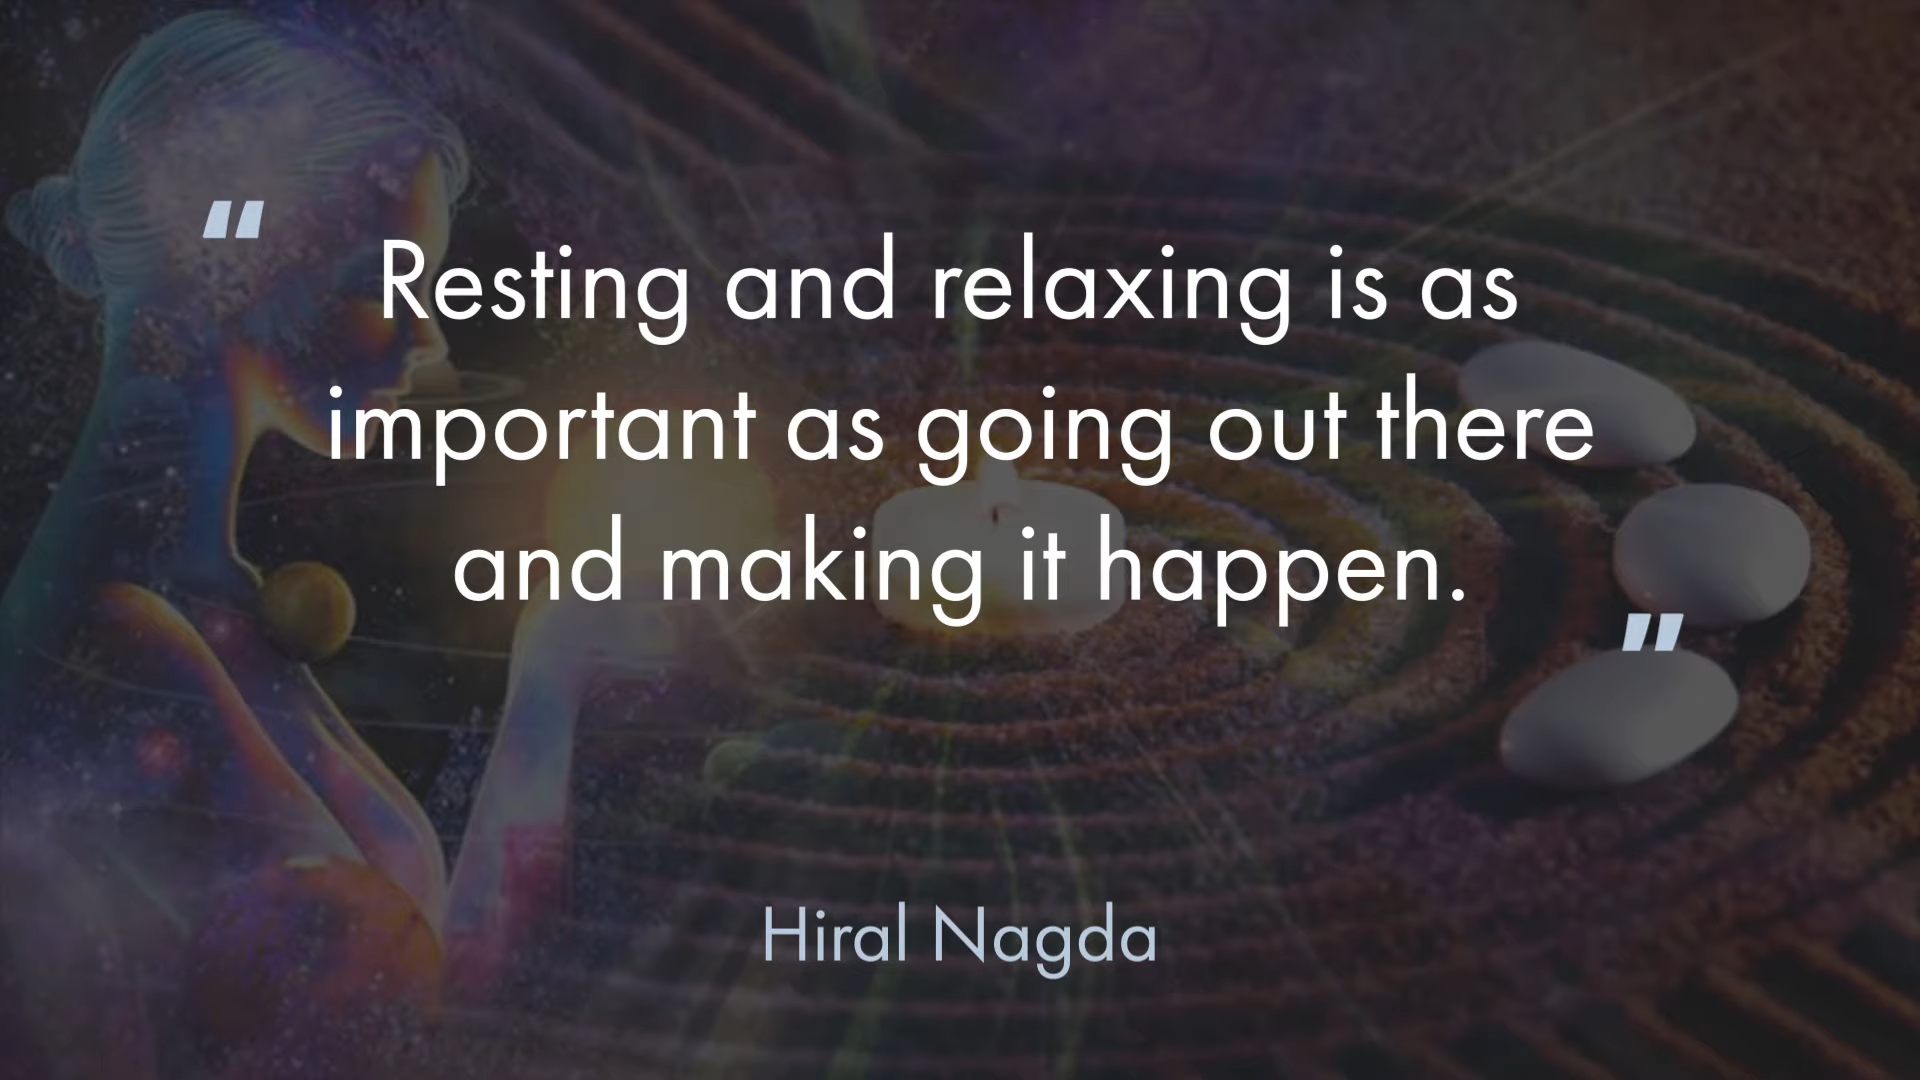 “
Resting and relaxing is as
important as going out there
and making it happen.
”
Hiral Nagda